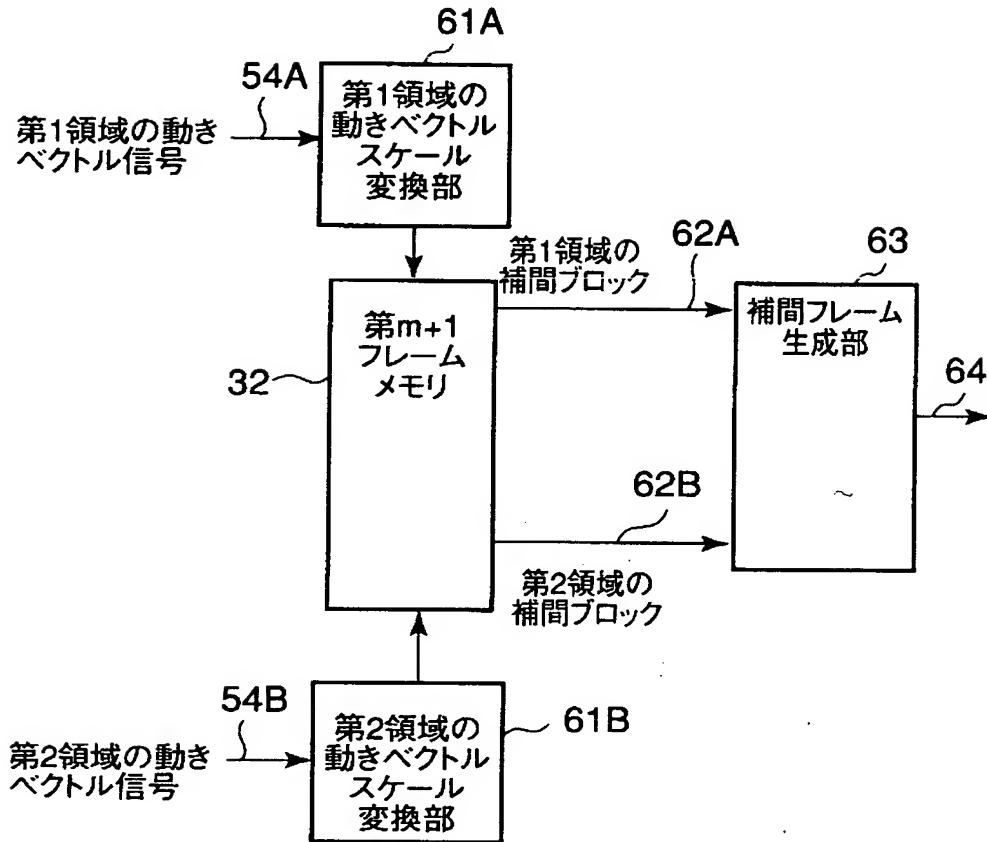 61A
54A
第1領域の動き
ベクトル信号
第1領域の
動きベクトル
スケール
変換部
第1領域の
補間ブロック
62A
63
第m+1
フレーム
メモリ
32
補間フレーム
生成部
64
62B
第2領域の
補間ブロック
54B
第2領域の動き
ベクトル信号
第2領域の
動きベクトル
スケール
変換部
61B